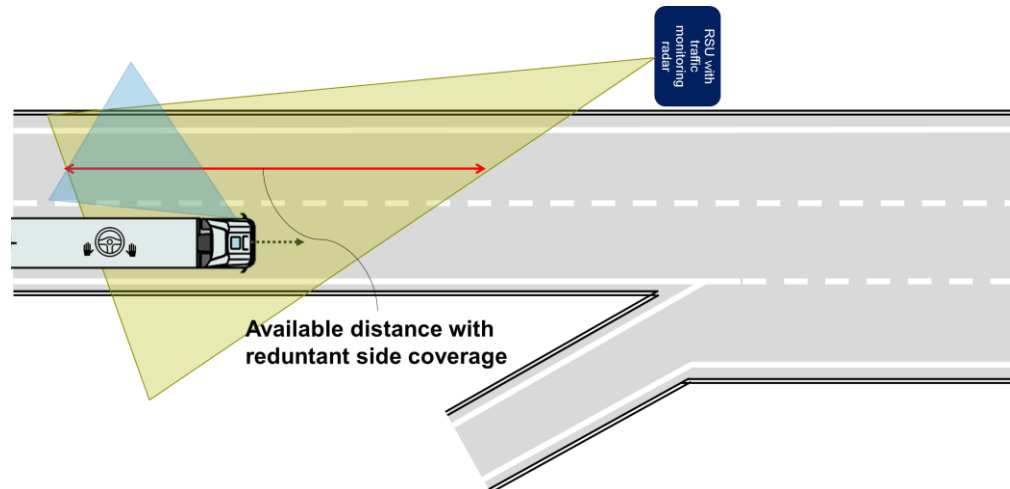 RSU with
traffic
monitoring
radar
Available distance with
reduntant side coverage